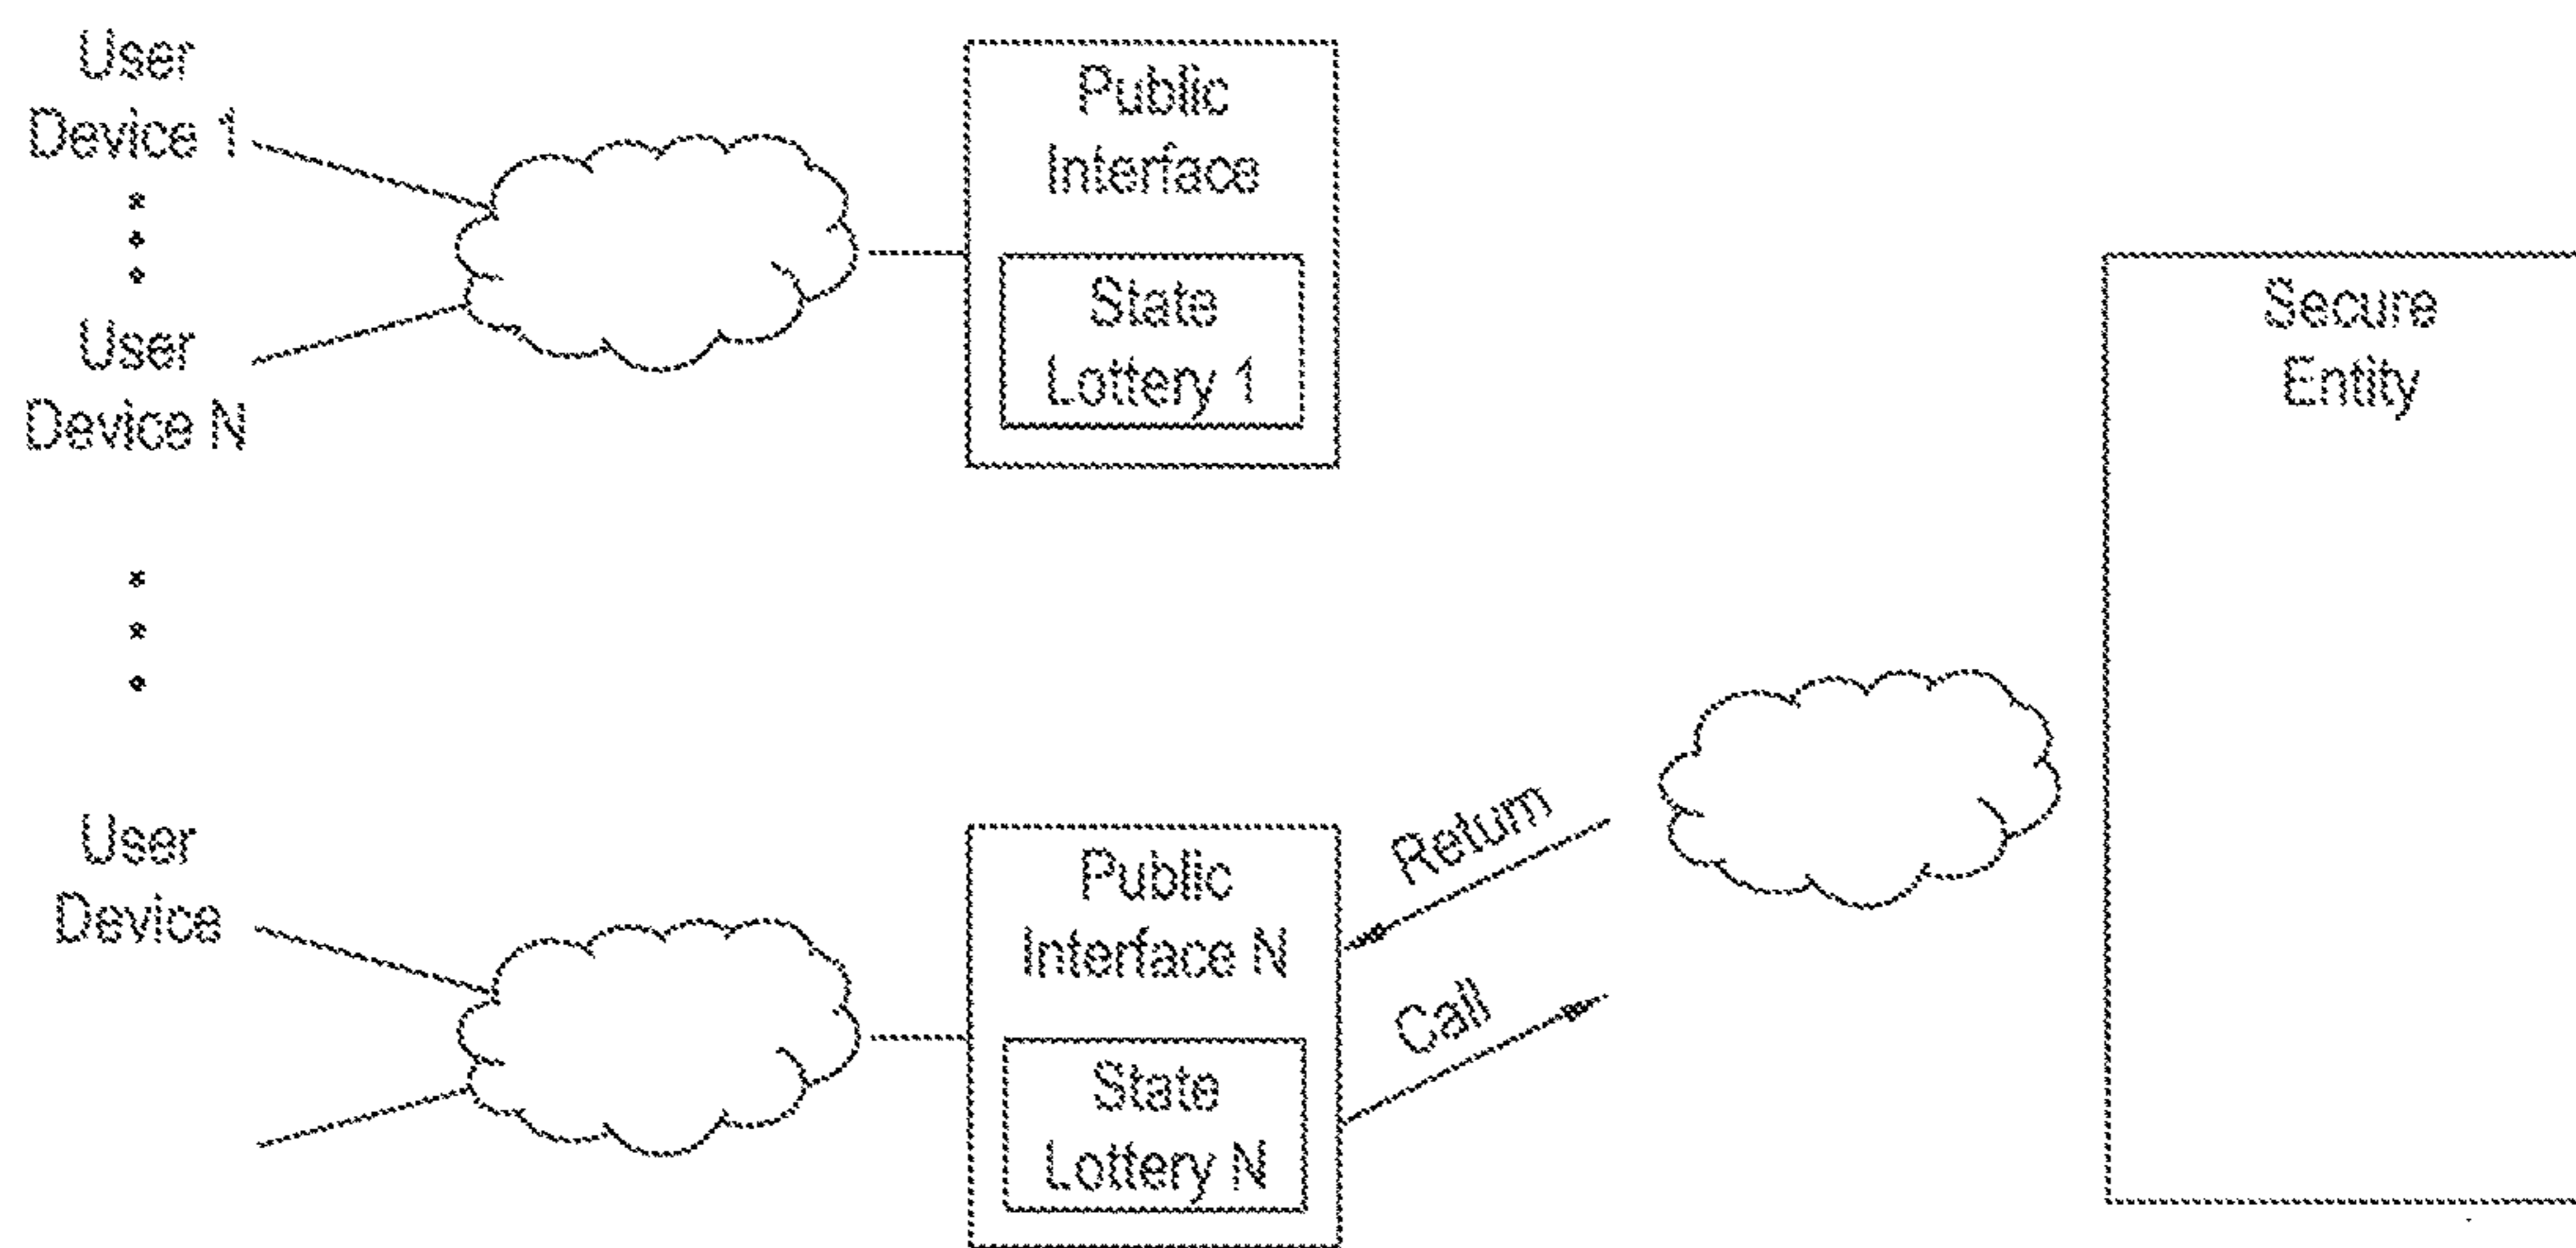 User
Device 1
User
Device N
Public
Interface
State
Lottery 1
Secure
Entity
User
Device
Public
Interface N
State
Lottery N
Return
Call